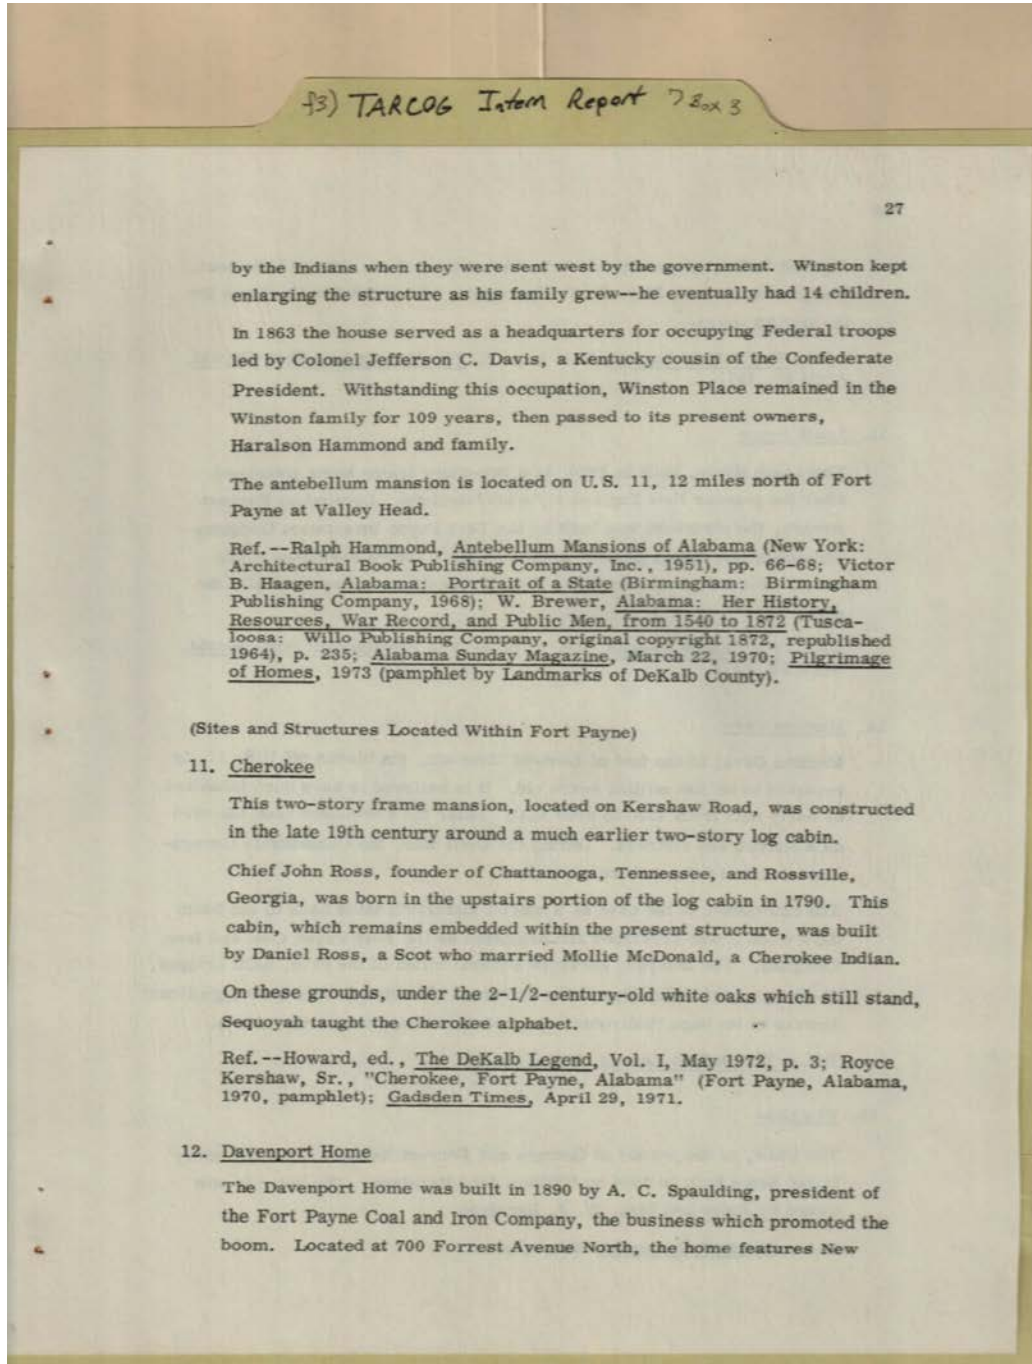 f3) TARCOG Intern Report > Box 3
27
by the Indians when they were sent west by the government. Winston kept
enlarging the structure as his family grew--he eventually had 14 children.
In 1863 the house served as a headquarters for occupying Federal troops
led by Colonel Jefferson C. Davis, a Kentucky cousin of the Confederate
President. Withstanding this occupation, Winston Place remained in the
Winston family for 109 years, then passed to its present owners,
Haralson Hammond and family.
The antebellum mansion is located on U.S. 11, 12 miles north of Fort
Payne at Valley Head.
Ref.--Ralph Hammond, Antebellum Mansions of Alabama (New York:
Architectural Book Publishing Company, Inc., 1951), pp. 66-68; Victor
B. Haagen, Alabama: Portrait of a State (Birmingham: Birmingham
Publishing Company, 1968); W. Brewer, Alabama: Her History,
Resources, War Record, and Public Men, from 1540 to 1872 (Tusca-
loosa: Willo Publishing Company, original copyright 1872, republished
1964), p. 235; Alabama Sunday Magazine, March 22, 1970; Pilgrimage
of Homes, 1973 (pamphlet by Landmarks of DeKalb County).
(Sites and Structures Located Within Fort Payne)
11. Cherokee
This two-story frame mansion, located on Kershaw Road, was constructed
in the late 19th century around a much earlier two-story log cabin.
Chief John Ross, founder of Chattanooga, Tennessee, and Rossville,
Georgia, was born in the upstairs portion of the log cabin in 1790. This
cabin, which remains embedded within the present structure, was built
by Daniel Ross, a Scot who married Mollie McDonald, a Cherokee Indian.
On these grounds, under the 2-1/2-century-old white oaks which still stand,
Sequoyah taught the Cherokee alphabet.
Ref.--Howard, ed., The DeKalb Legend, Vol. I, May 1972, p. 3; Royce
Kershaw, Sr., "Cherokee, Fort Payne, Alabama" (Fort Payne, Alabama,
1970, pamphlet); Gadsden Times, April 29, 1971.
12. Davenport Home
The Davenport Home was built in 1890 by A. C. Spaulding, president of
the Fort Payne Coal and Iron Company, the business which promoted the
boom. Located at 700 Forrest Avenue North, the home features New